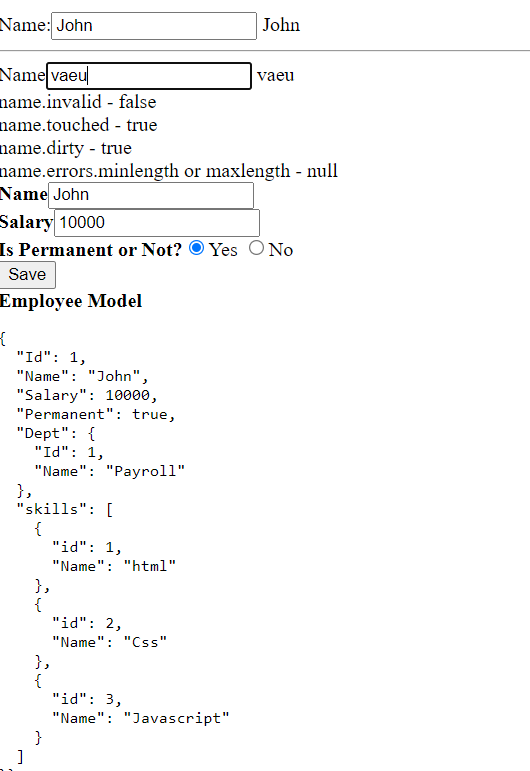 Name: John John
Name vaeu vaeu
name.invalid - false
name.touched - true
name.dirty - true
name.errors.minlength or maxlength - null
Name John
Salary 10000
Is Permanent or Not? Yes No
Save
Employee Model
{
  "Id": 1,
  "Name": "John",
  "Salary": 10000,
  "Permanent": true,
  "Dept": {
    "Id": 1,
    "Name": "Payroll"
  },
  "skills": [
    {
      "id": 1,
      "Name": "html"
    },
    {
      "id": 2,
      "Name": "Css"
    },
    {
      "id": 3,
      "Name": "Javascript"
    }
  ]